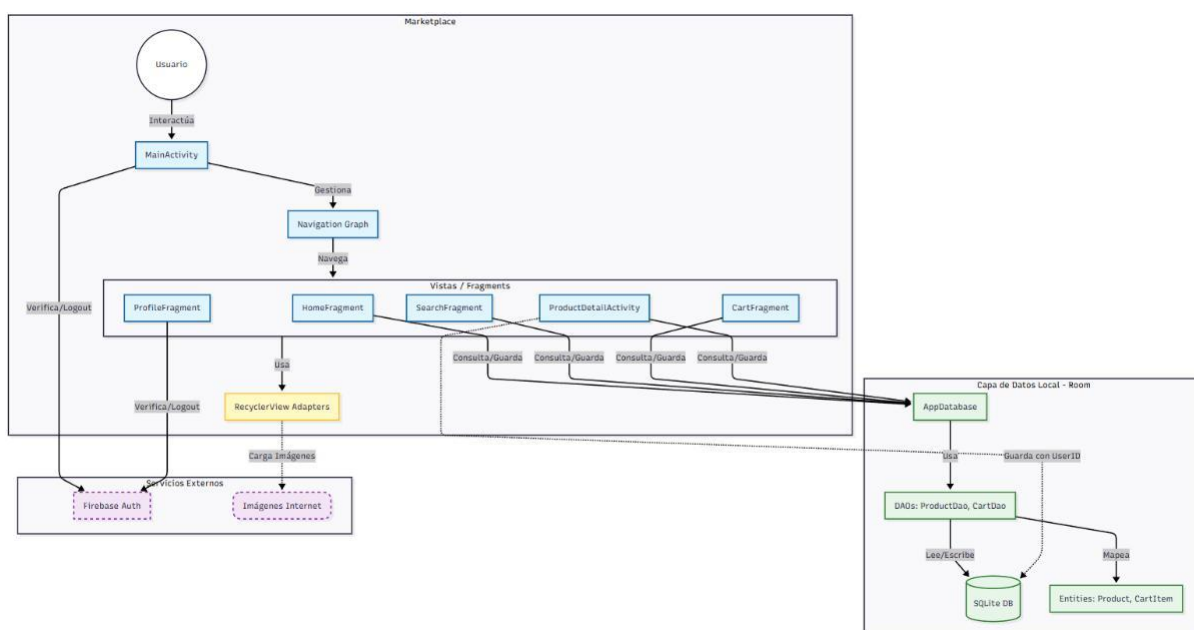 Marketplace
Usuario
Interactúa
MainActivity
Gestiona
Navigation Graph
Navega
Vistas / Fragments
ProfileFragment
HomeFragment
SearchFragment
ProductDetailActivity
CartFragment
Verifica/Logout
Usa
Consulta/Guarda
Consulta/Guarda
Consulta/Guarda
Consulta/Guarda
Verifica/Logout
RecyclerView Adapters
Carga Imágenes
Servicios Externos
Firebase Auth
Imágenes Internet
Capa de Datos Local - Room
AppDatabase
Usa
Guarda con UserID
DAOs: ProductDao, CartDao
Lee/Escribe
Mapea
SQLite DB
Entities: Product, CartItem